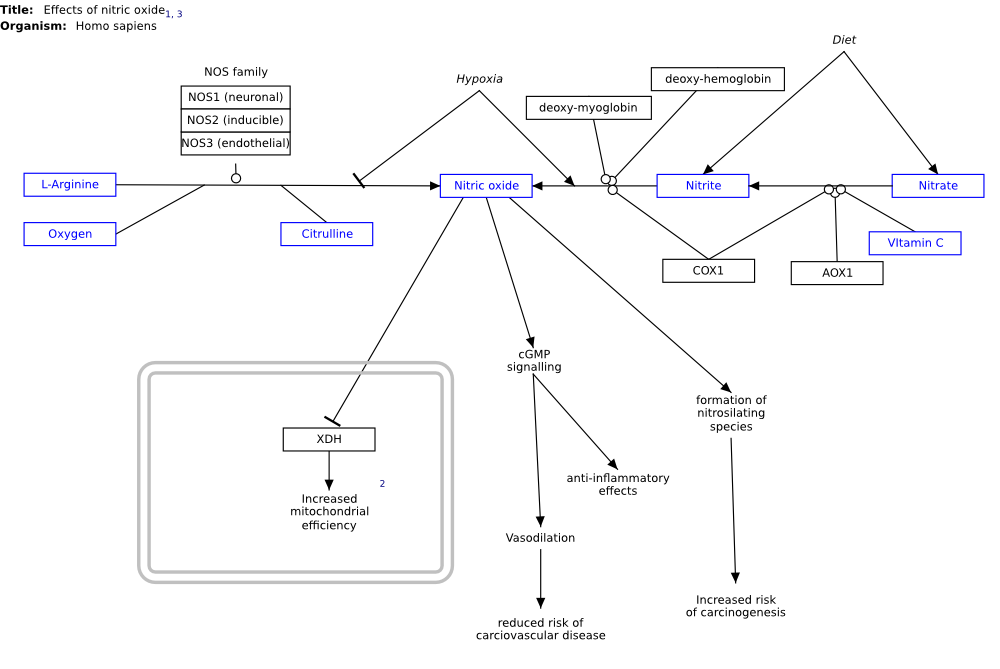 Title: Effects of nitric oxide 1, 3
Organism: Homo sapiens
Diet
NOS family
Hypoxia
deoxy-hemoglobin
NOS1 (neuronal)
deoxy-myoglobin
NOS2 (inducible)
NOS3 (endothelial)
L-Arginine
Nitric oxide
Nitrite
Nitrate
Oxygen
Citrulline
VItamin C
COX1
AOX1
cGMP
signalling
formation of
nitrosilating
species
XDH
anti-inflammatory
effects
2
Increased
mitochondrial
efficiency
Vasodilation
Increased risk
of carcinogenesis
reduced risk of
carciovascular disease